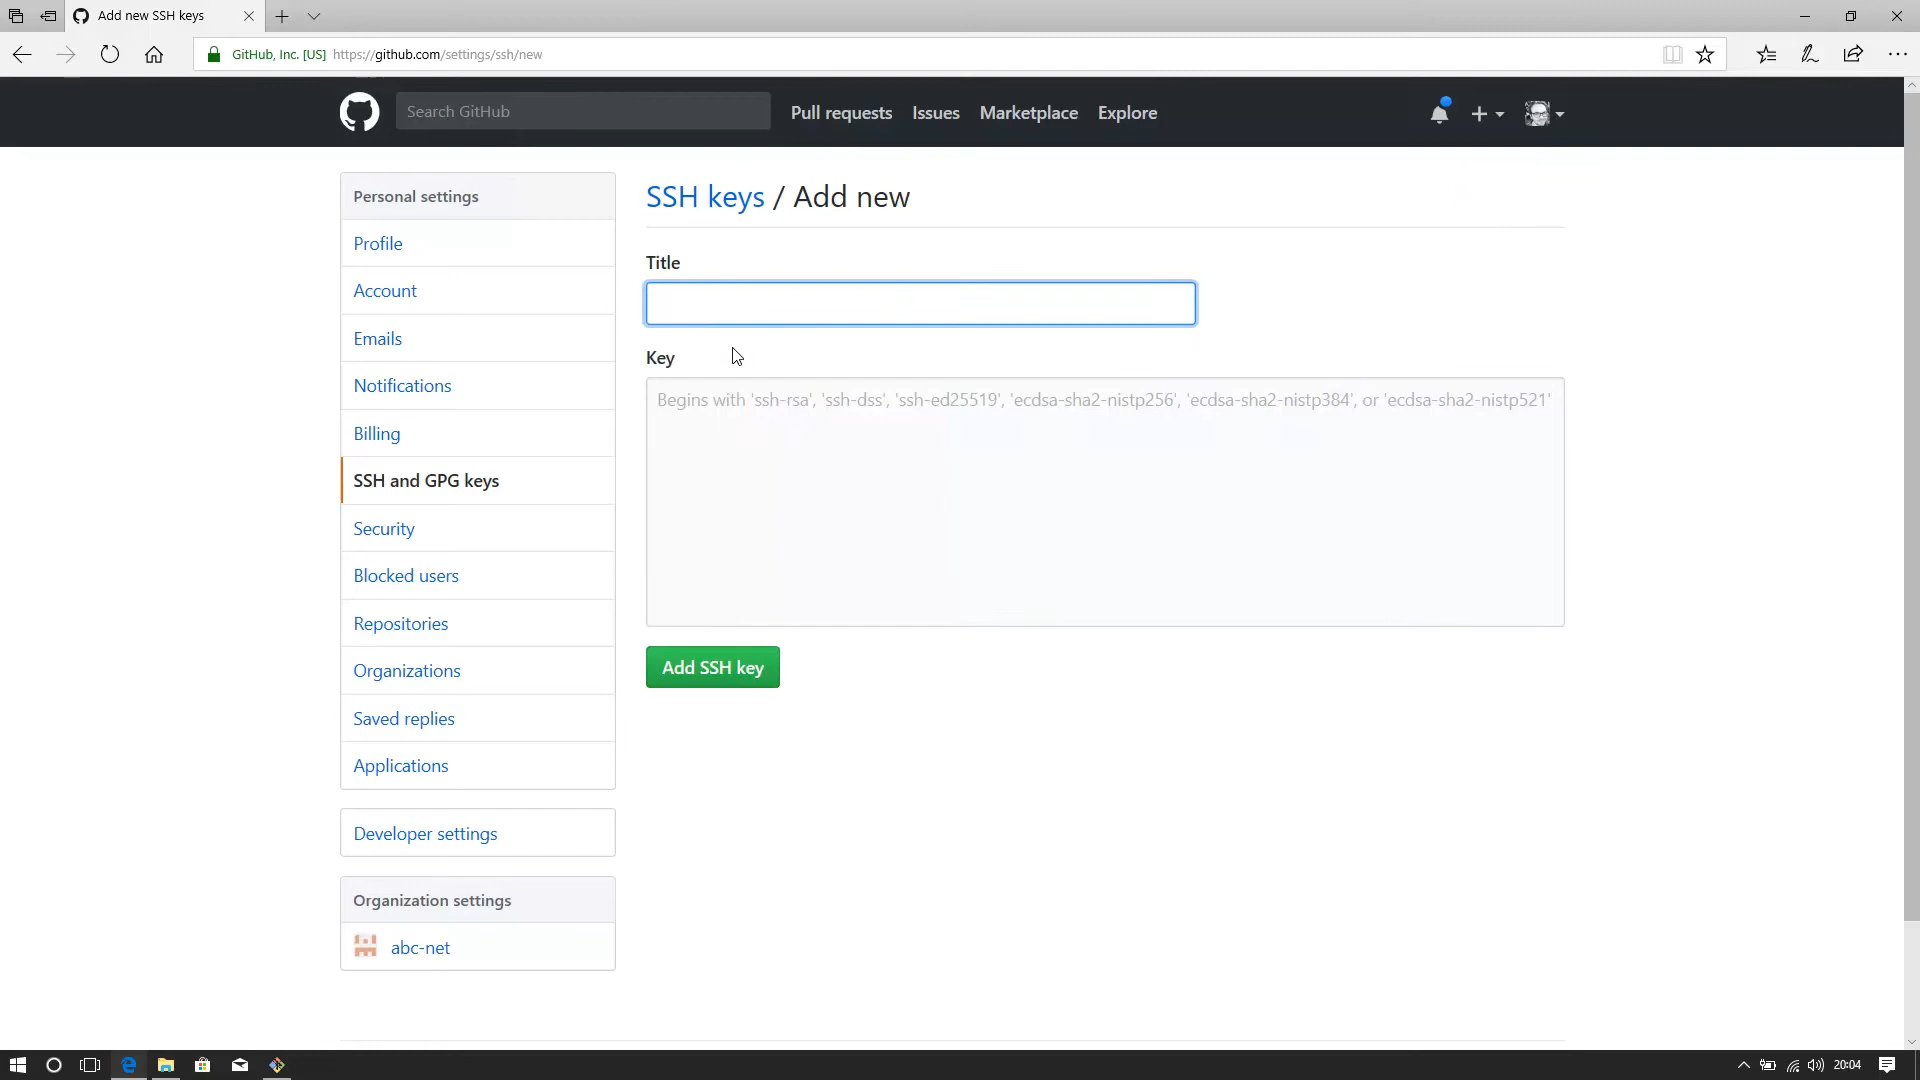 Add new SSH keys
GitHub, Inc. [US] https://github.com/settings/ssh/new
Search GitHub
Pull requests
Issues
Marketplace
Explore
Personal settings
Profile
Account
Emails
Notifications
Billing
SSH and GPG keys
Security
Blocked users
Repositories
Organizations
Saved replies
Applications
Developer settings
Organization settings
abc-net
SSH keys / Add new
Title
Key
Begins with 'ssh-rsa', 'ssh-dss', 'ssh-ed25519', 'ecdsa-sha2-nistp256', 'ecdsa-sha2-nistp384', or 'ecdsa-sha2-nistp521'
Add SSH key
20:04